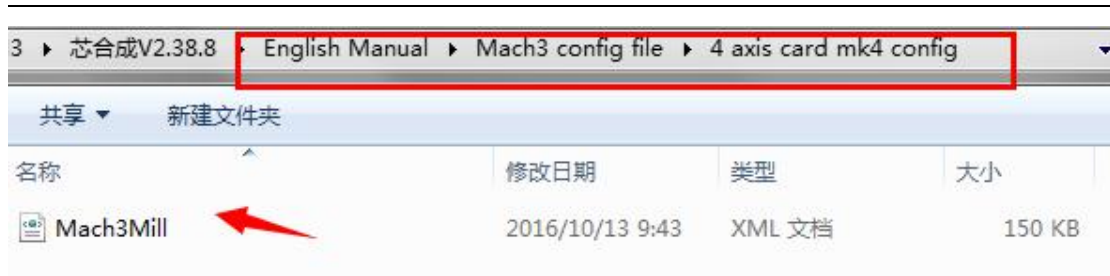 3 ▸ 芯合成V2.38.8 ▸ English Manual ▸ Mach3 config file ▸ 4 axis card mk4 config
共享 新建文件夹
名称 修改日期 类型 大小
Mach3Mill 2016/10/13 9:43 XML 文档 150 KB